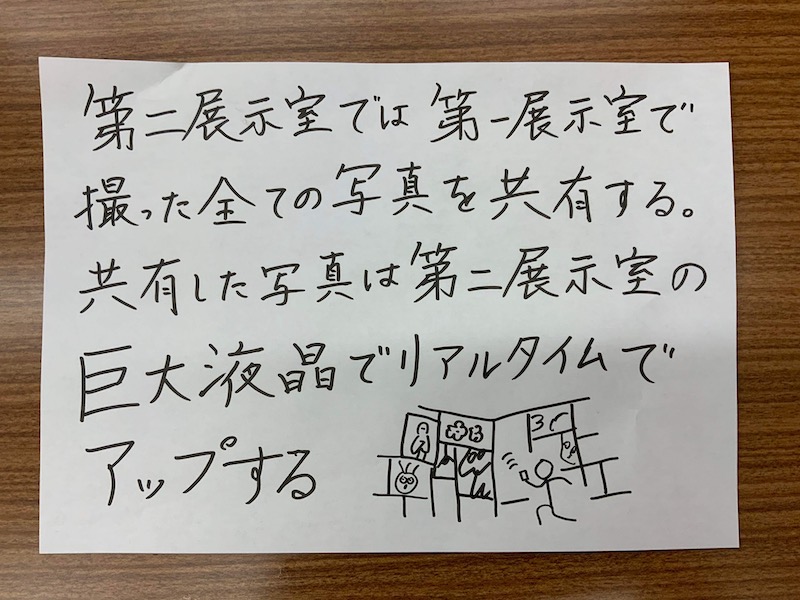 第二展示室では第一展示室で
撮った全ての写真を共有する。
共有した写真は第二展示室の
巨大液晶でリアルタイムで
アップする